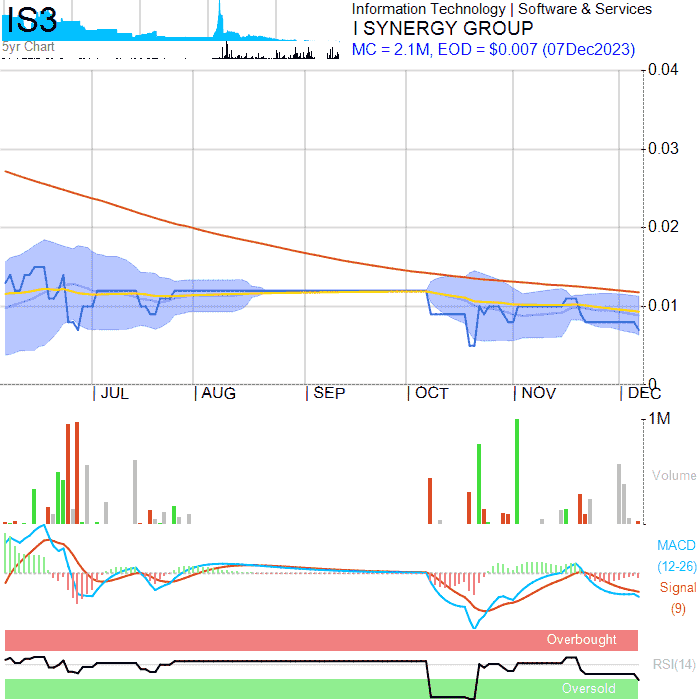 IS3
5yr Chart
Information Technology | Software & Services
I SYNERGY GROUP
MC = 2.1M, EOD = $0.007 (07Dec2023)
0.04
0.03
0.02
0.01
0
JUL
AUG
SEP
OCT
NOV
DEC
1M
Volume
MACD
(12-26)
Signal
(9)
Overbought
RSI(14)
Oversold